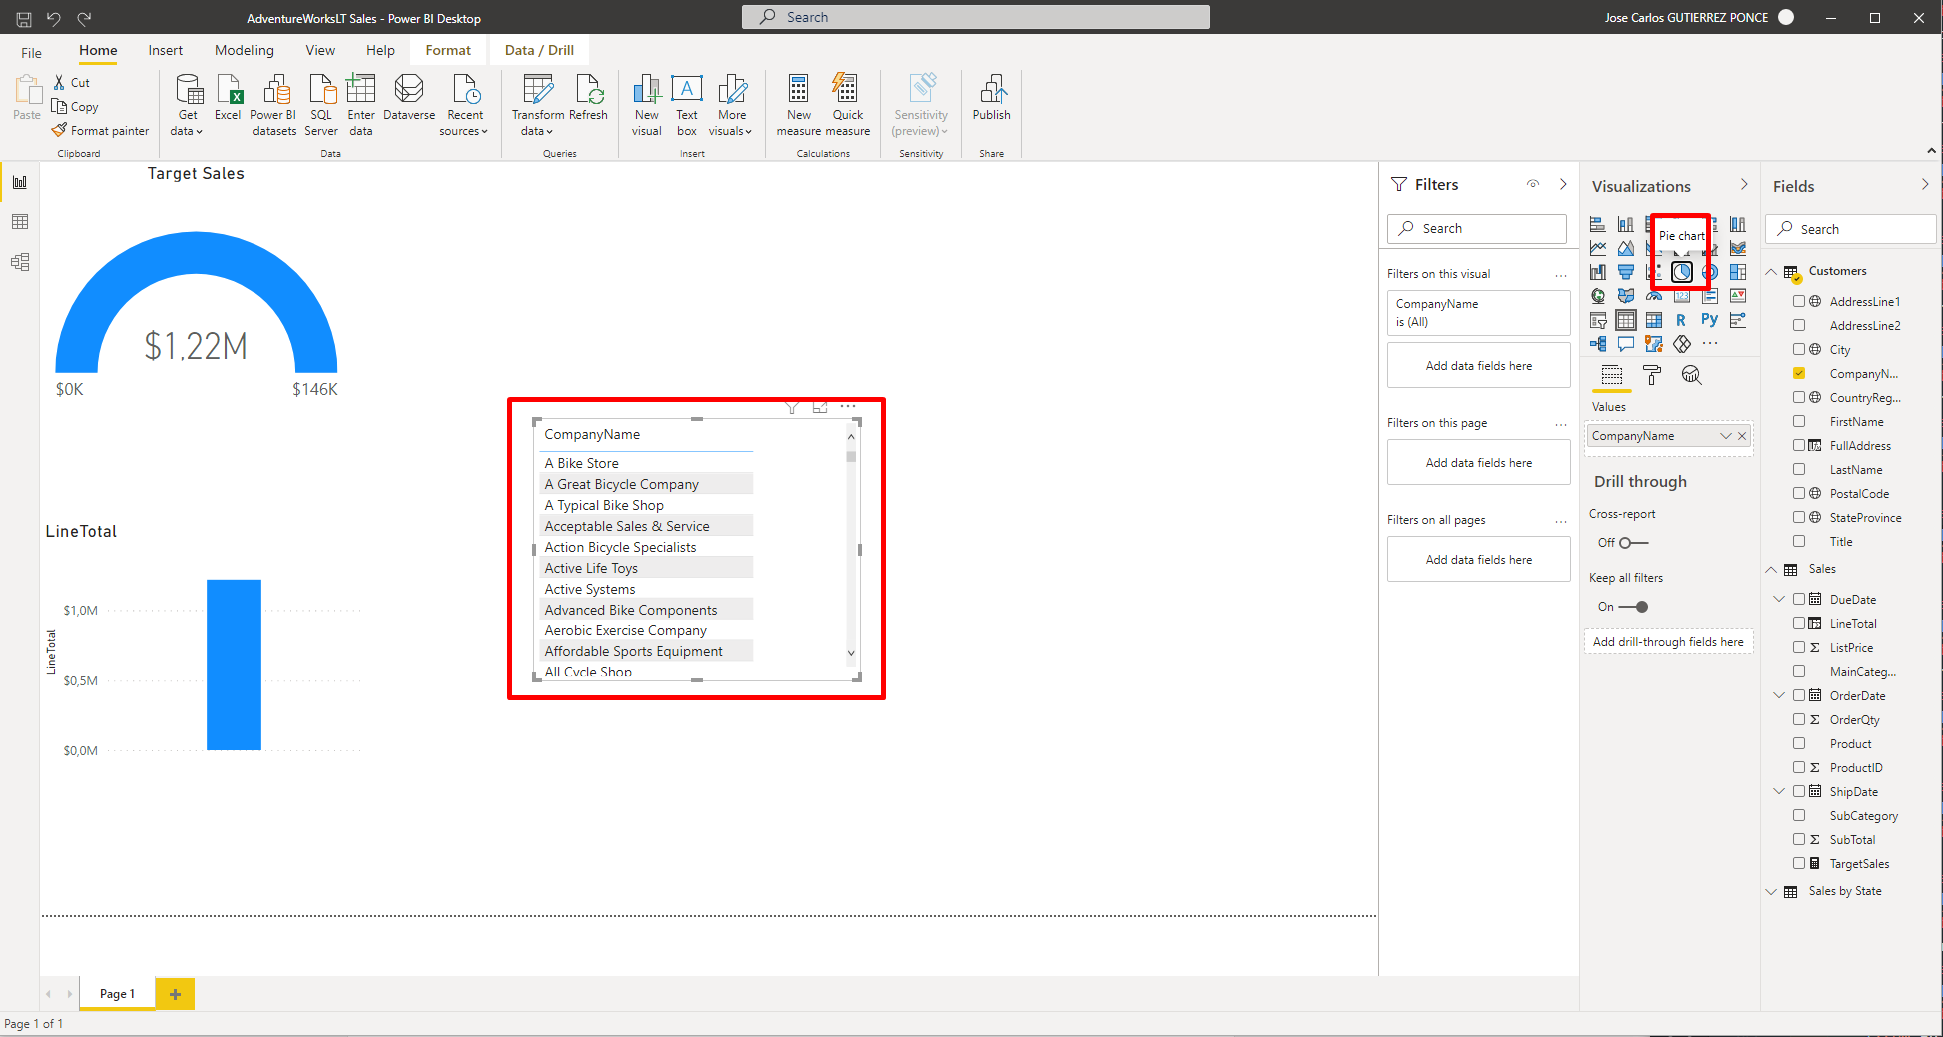 AdventureWorksLT Sales - Power BI Desktop
Search
Jose Carlos GUTIERREZ PONCE
File
Home
Insert
Modeling
View
Help
Format
Data / Drill
Paste
Cut
Copy
Format painter
Clipboard
Get data
Excel
Power BI datasets
SQL Server
Enter data
Dataverse
Recent sources
Data
Transform data
Refresh
Queries
New visual
Text box
More visuals
Insert
New measure
Quick measure
Calculations
Sensitivity (preview)
Sensitivity
Publish
Share
Target Sales
$1,22M
$0K
$146K
LineTotal
LineTotal
$1,0M
$0,5M
$0,0M
CompanyName
A Bike Store
A Great Bicycle Company
A Typical Bike Shop
Acceptable Sales & Service
Action Bicycle Specialists
Active Life Toys
Active Systems
Advanced Bike Components
Aerobic Exercise Company
Affordable Sports Equipment
All Cycle Shop
Filters
Search
Filters on this visual
...
CompanyName
is (All)
Add data fields here
Filters on this page
...
Add data fields here
Filters on all pages
...
Add data fields here
Visualizations
Pie chart
123
R
Py
...
Values
CompanyName
Drill through
Cross-report
Off
Keep all filters
On
Add drill-through fields here
Fields
Search
Customers
AddressLine1
AddressLine2
City
CompanyN...
CountryReg...
FirstName
FullAddress
LastName
PostalCode
StateProvince
Title
Sales
DueDate
LineTotal
Σ ListPrice
MainCateg...
OrderDate
Σ OrderQty
Product
Σ ProductID
ShipDate
SubCategory
Σ SubTotal
TargetSales
Sales by State
Page 1
Page 1 of 1